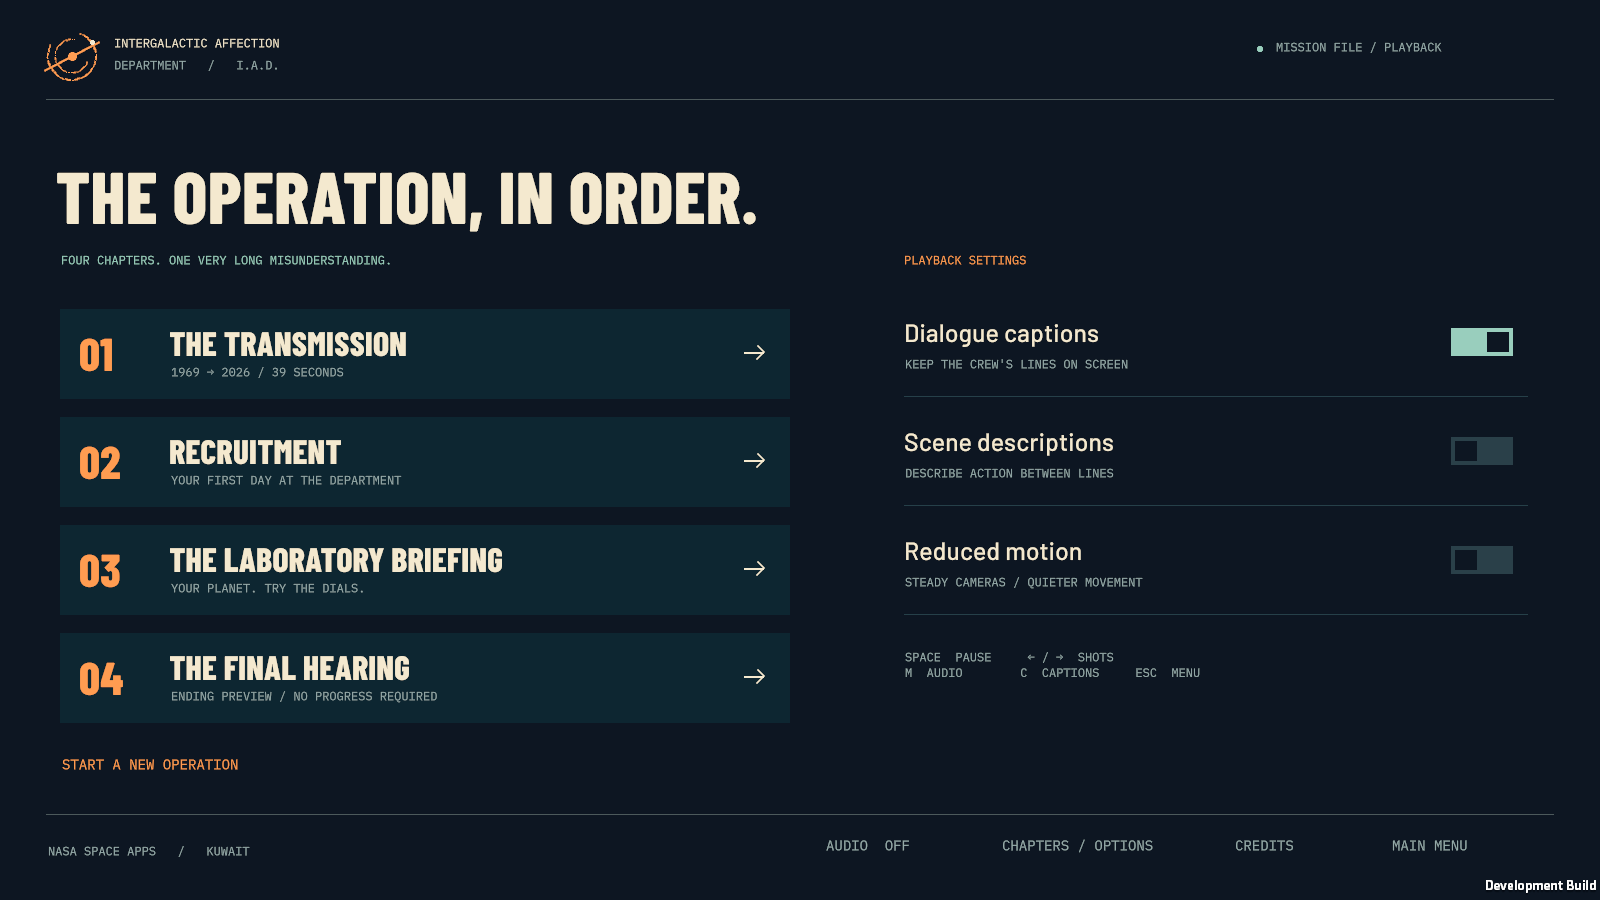 INTERGALACTIC AFFECTION
DEPARTMENT / I.A.D.
MISSION FILE / PLAYBACK
THE OPERATION, IN ORDER.
FOUR CHAPTERS. ONE VERY LONG MISUNDERSTANDING.
01
THE TRANSMISSION
1969 → 2026 / 39 SECONDS
→
02
RECRUITMENT
YOUR FIRST DAY AT THE DEPARTMENT
→
03
THE LABORATORY BRIEFING
YOUR PLANET. TRY THE DIALS.
→
04
THE FINAL HEARING
ENDING PREVIEW / NO PROGRESS REQUIRED
→
START A NEW OPERATION
PLAYBACK SETTINGS
Dialogue captions
KEEP THE CREW'S LINES ON SCREEN
Scene descriptions
DESCRIBE ACTION BETWEEN LINES
Reduced motion
STEADY CAMERAS / QUIETER MOVEMENT
SPACE PAUSE ← / → SHOTS
M AUDIO C CAPTIONS ESC MENU
NASA SPACE APPS / KUWAIT
AUDIO OFF
CHAPTERS / OPTIONS
CREDITS
MAIN MENU
Development Build